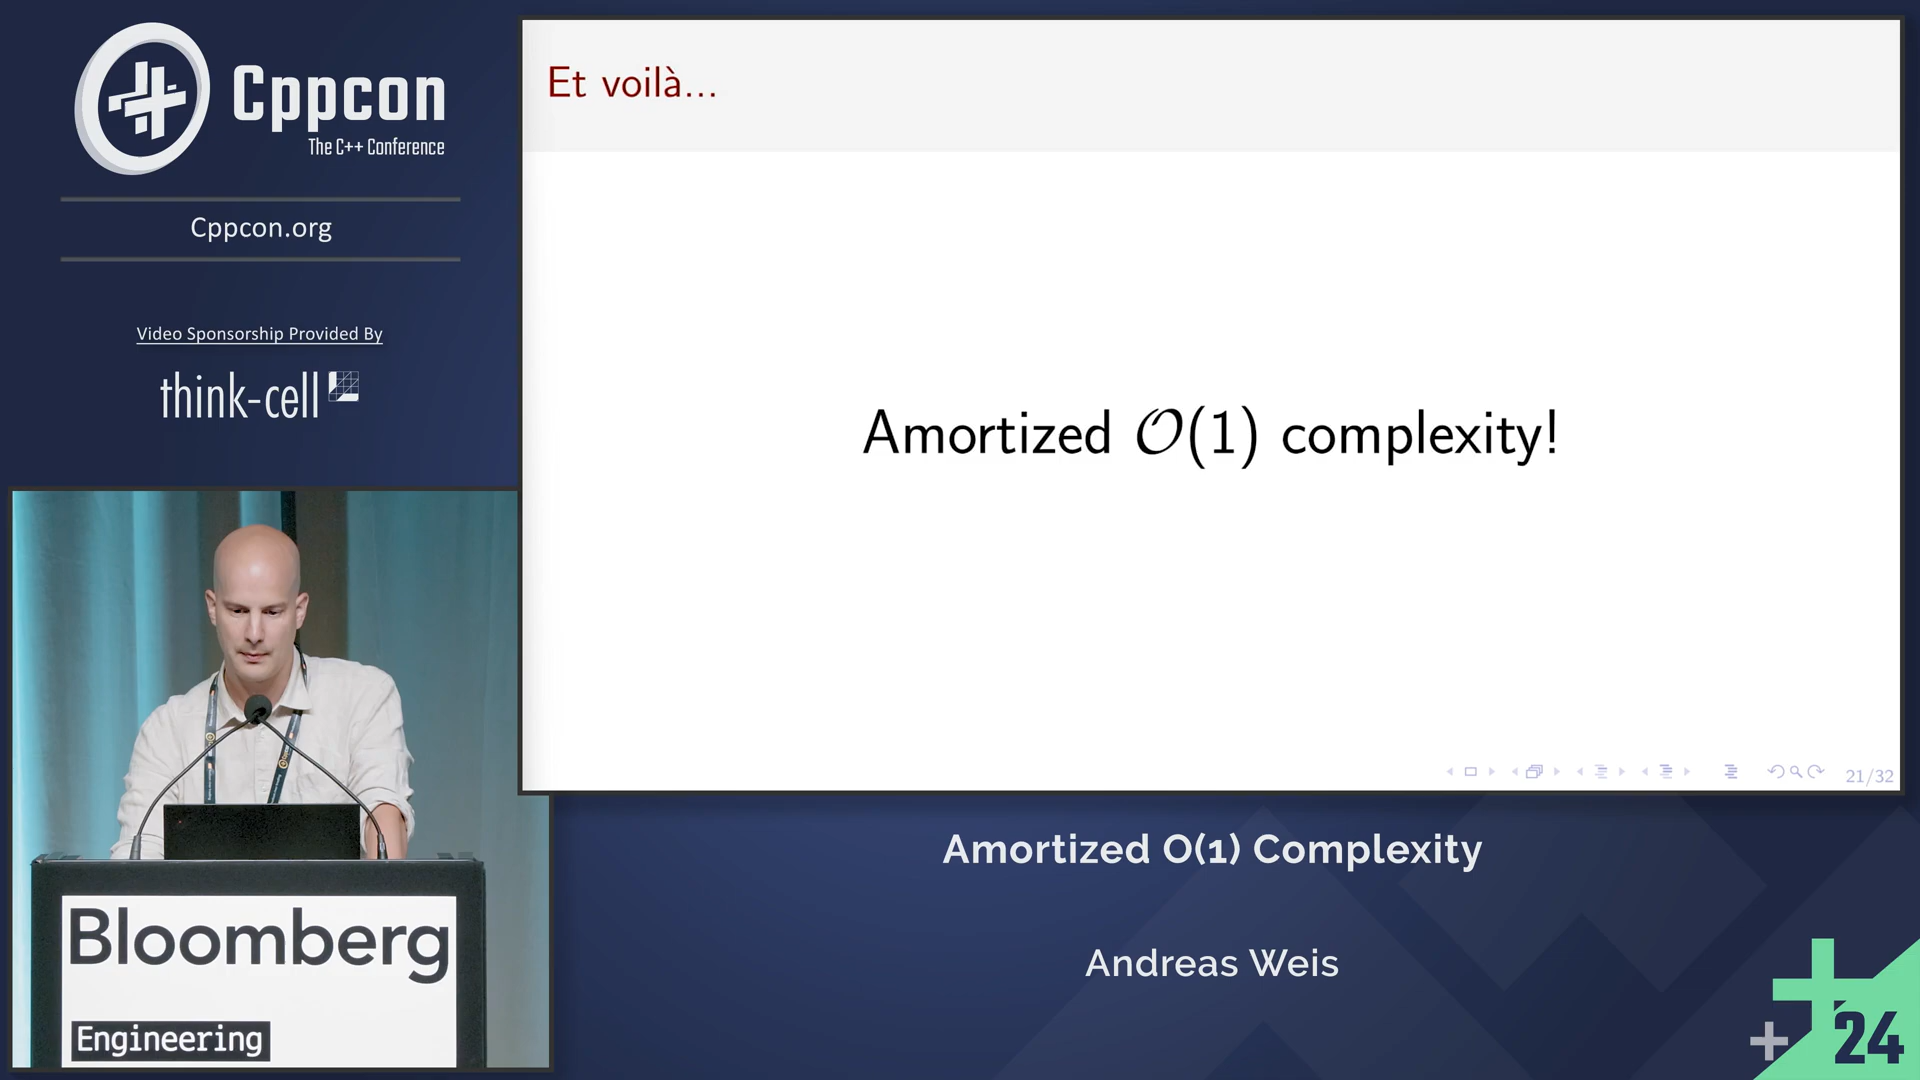 Cppcon
The C++ Conference
Cppcon.org
Video Sponsorship Provided By
think-cell
Et voilà...
Amortized O(1) complexity!
21/32
Bloomberg
Engineering
Amortized O(1) Complexity
Andreas Weis
24